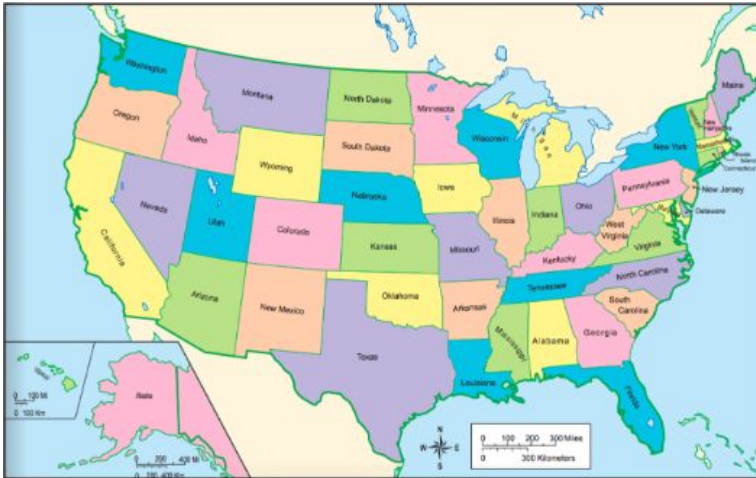 Washington
Montana
North Dakota
Minnesota
Maine
Oregon
Idaho
Wyoming
South Dakota
Wisconsin
New York
Nevada
Utah
Colorado
Nebraska
Iowa
Illinois
Indiana
Ohio
Pennsylvania
New Jersey
Delaware
Connecticut
California
Kansas
Missouri
Kentucky
West
Virginia
Virginia
Arizona
New Mexico
Oklahoma
Arkansas
Tennessee
North Carolina
South
Carolina
Texas
Louisiana
Mississippi
Alabama
Georgia
Florida
N
W
E
S
0 100 200 300 Miles
0 300 Kilometers
0 100 Mi
0 100 Km